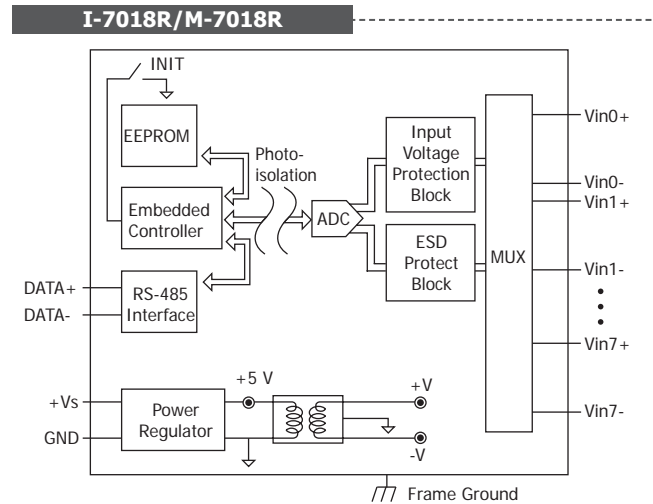 I-7018R/M-7018R
INIT
EEPROM
Photo-
isolation
Embedded
Controller
ADC
Input
Voltage
Protection
Block
ESD
Protect
Block
MUX
Vin0+
Vin0-
Vin1+
Vin1-
Vin7+
Vin7-
DATA+
DATA-
RS-485
Interface
+5 V
+Vs
GND
Power
Regulator
+V
-V
Frame Ground